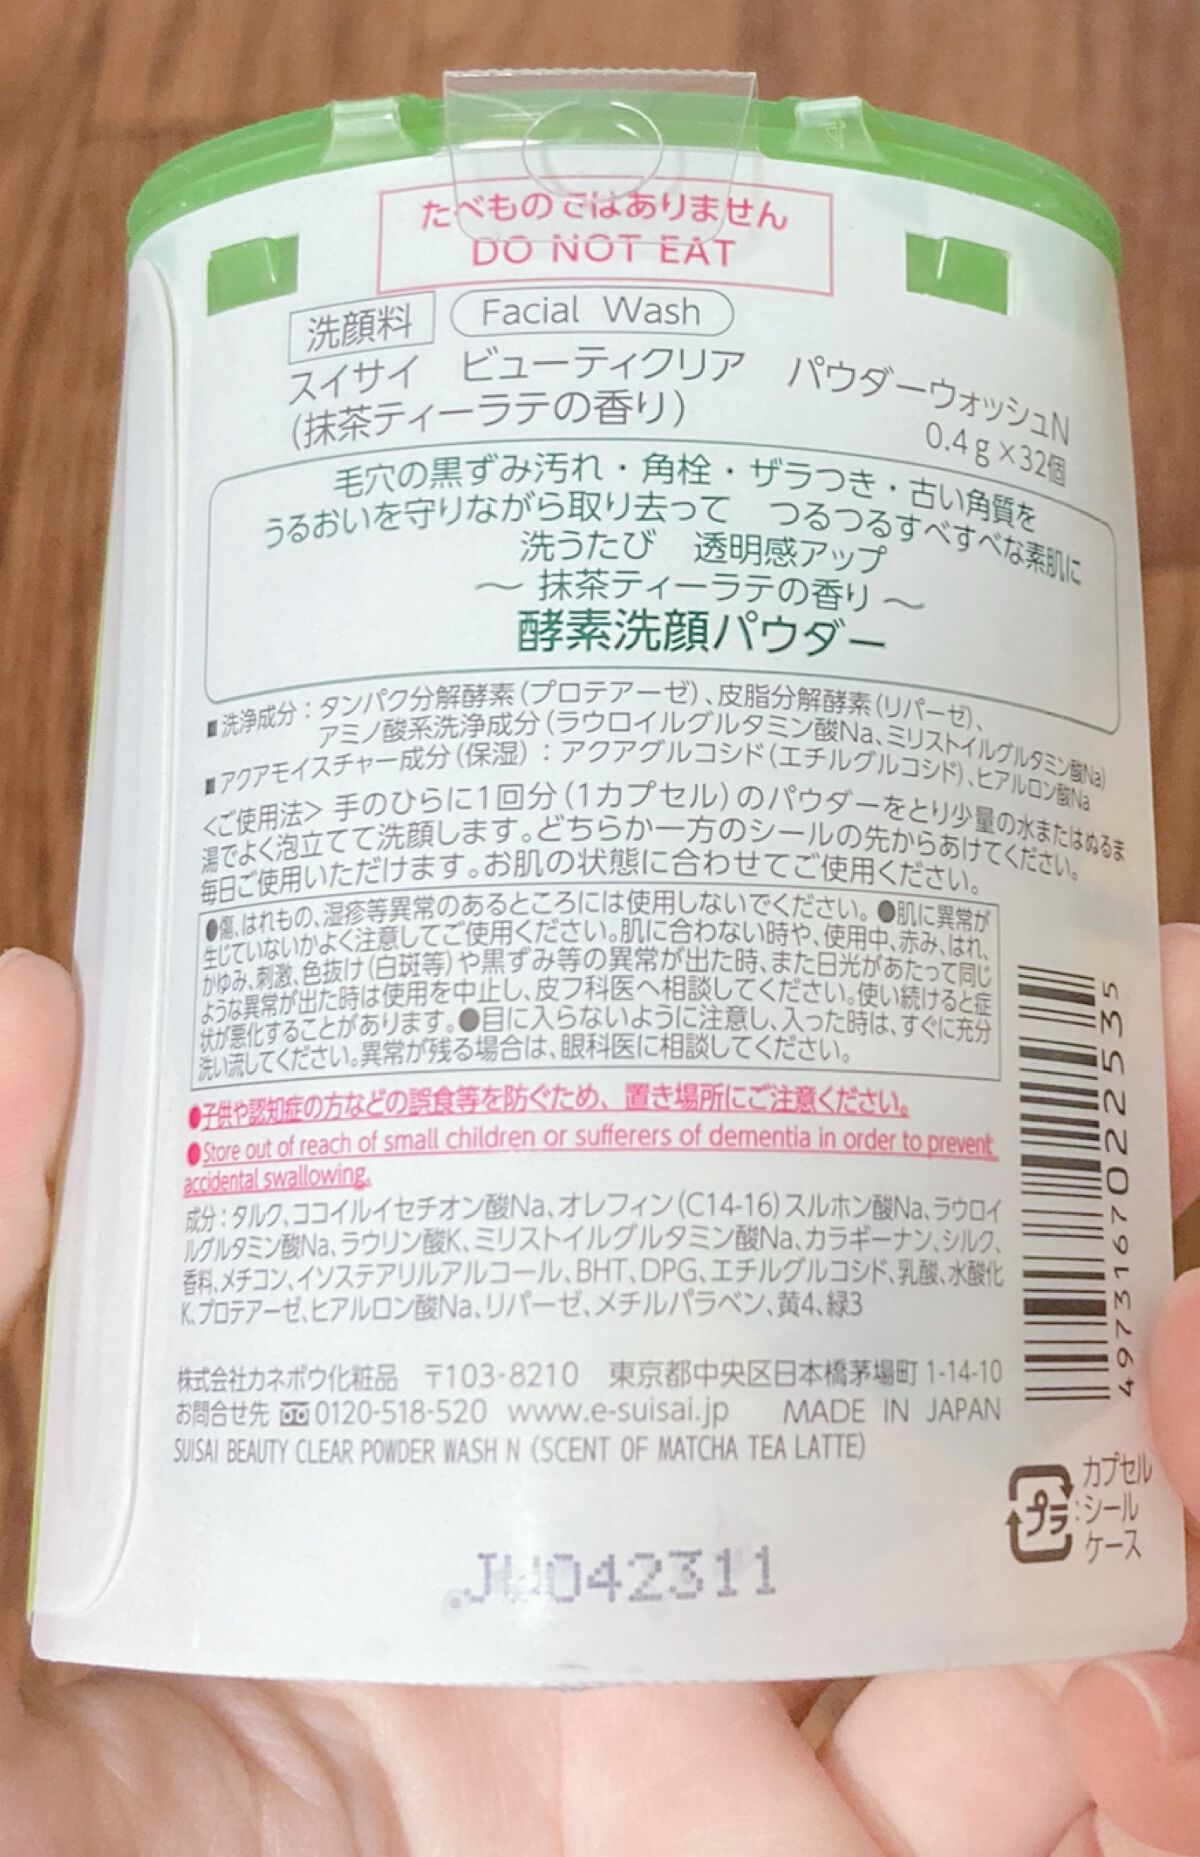 たべものではありません
DO NOT EAT
洗顔料 Facial Wash
スイサイ ビューティクリア パウダーウォッシュN
(抹茶ティーラテの香り) 0.4g×32個
毛穴の黒ずみ汚れ・角栓・ザラつき・古い角質を
うるおいを守りながら取り去って つるつるすべすべな素肌に
洗うたび 透明感アップ
〜 抹茶ティーラテの香り 〜
酵素洗顔パウダー
■洗浄成分:タンパク分解酵素(プロテアーゼ)、皮脂分解酵素(リパーゼ)、
アミノ酸系洗浄成分(ラウロイルグルタミン酸Na、ミリストイルグルタミン酸Na)
■アクアモイスチャー成分(保湿):アクアグルコシド(エチルグルコシド)、ヒアルロン酸Na
<ご使用法> 手のひらに1回分(1カプセル)のパウダーをとり少量の水またはぬるま
湯でよく泡立てて洗顔します。どちらか一方のシールの先からあけてください。
毎日ご使用いただけます。お肌の状態に合わせてご使用ください。
●傷、はれもの、湿疹等異常のあるところには使用しないでください。●肌に異常が
生じていないかよく注意してご使用ください。肌に合わない時や、使用中、赤み、はれ、
かゆみ、刺激、色抜け(白斑等)や黒ずみ等の異常が出た時、また日光があたって同じ
ような異常が出た時は使用を中止し、皮フ科医へ相談してください。使い続けると症
状が悪化することがあります。●目に入らないように注意し、入った時は、すぐに充分
洗い流してください。異常が残る場合は、眼科医に相談してください。
●子供や認知症の方などの誤食等を防ぐため、置き場所にご注意ください。
●Store out of reach of small children or sufferers of dementia in order to prevent
accidental swallowing.
成分:タルク、ココイルイセチオン酸Na、オレフィン(C14-16)スルホン酸Na、ラウロイ
ルグルタミン酸Na、ラウリン酸K、ミリストイルグルタミン酸Na、カラギーナン、シルク、
香料、メチコン、イソステアリルアルコール、BHT、DPG、エチルグルコシド、乳酸、水酸化
K、プロテアーゼ、ヒアルロン酸Na、リパーゼ、メチルパラベン、黄4、緑3
株式会社カネボウ化粧品 〒103-8210 東京都中央区日本橋茅場町1-14-10
お問合せ先 0120-518-520 www.e-suisai.jp MADE IN JAPAN
SUISAI BEAUTY CLEAR POWDER WASH N (SCENT OF MATCHA TEA LATTE)
4973167022535
プラ:カプセル
シール
ケース